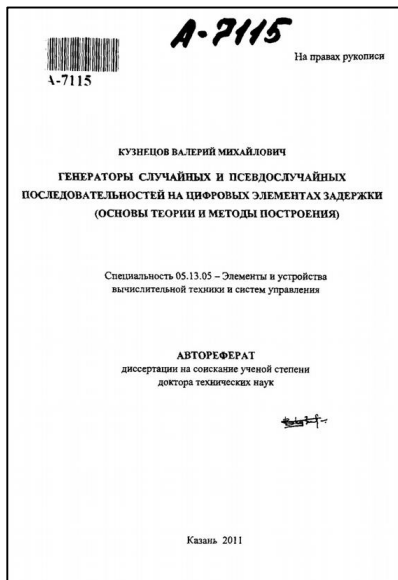 А-7115
А-7115
На правах рукописи
КУЗНЕЦОВ ВАЛЕРИЙ МИХАЙЛОВИЧ
ГЕНЕРАТОРЫ СЛУЧАЙНЫХ И ПСЕВДОСЛУЧАЙНЫХ
ПОСЛЕДОВАТЕЛЬНОСТЕЙ НА ЦИФРОВЫХ ЭЛЕМЕНТАХ ЗАДЕРЖКИ
(ОСНОВЫ ТЕОРИИ И МЕТОДЫ ПОСТРОЕНИЯ)
Специальность 05.13.05 – Элементы и устройства
вычислительной техники и систем управления
АВТОРЕФЕРАТ
диссертации на соискание ученой степени
доктора технических наук
Казань 2011